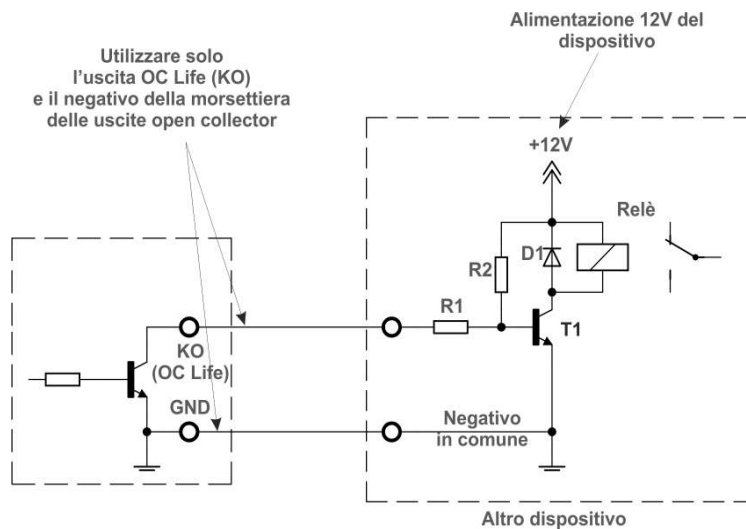 Alimentazione 12V del
dispositivo
Utilizzare solo
l'uscita OC Life (KO)
e il negativo della morsettiera
delle uscite open collector
+12V
Relè
D1
R2
R1
T1
KO
(OC Life)
GND
Negativo
in comune
Altro dispositivo